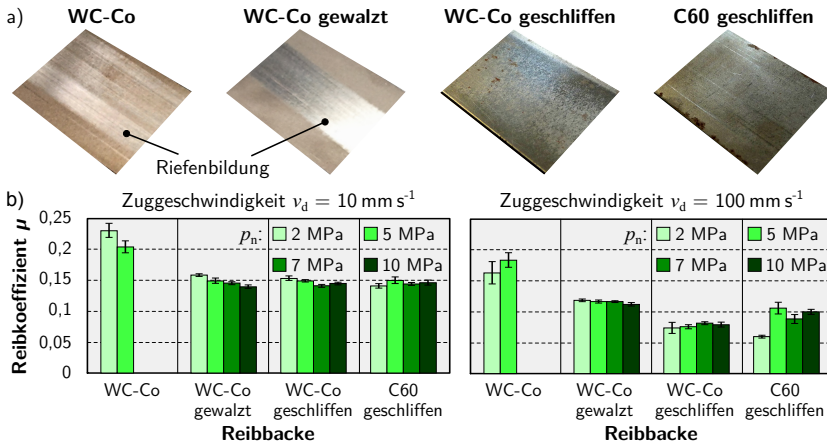 a)
WC-Co
WC-Co gewalzt
WC-Co geschliffen
C60 geschliffen
Riefenbildung
b)
Zuggeschwindigkeit v_d = 10 mm s⁻¹
Zuggeschwindigkeit v_d = 100 mm s⁻¹
Reibkoeffizient μ
0,25
0,2
0,15
0,1
0,05
0
p_n: 2 MPa 5 MPa
7 MPa 10 MPa
p_n: 2 MPa 5 MPa
7 MPa 10 MPa
WC-Co
WC-Co
gewalzt
WC-Co
geschliffen
C60
geschliffen
Reibbacke
WC-Co
WC-Co
gewalzt
WC-Co
geschliffen
C60
geschliffen
Reibbacke